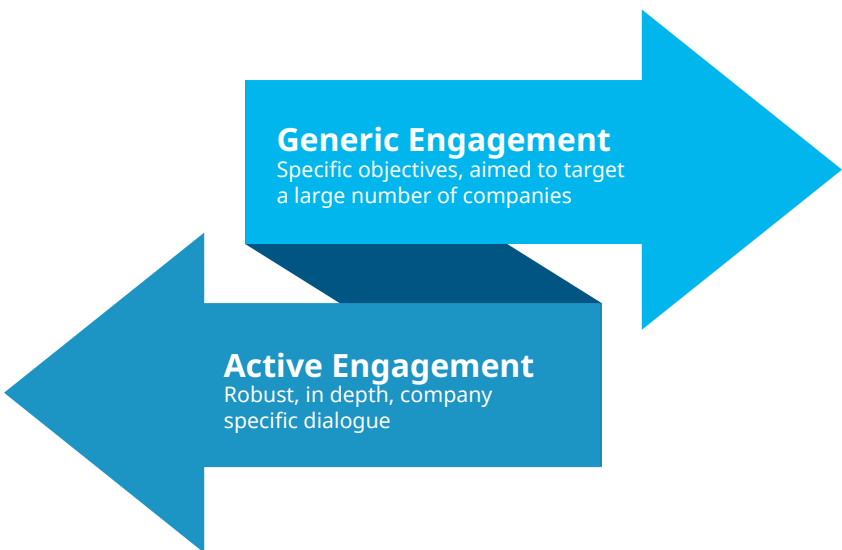 Generic Engagement
Specific objectives, aimed to target
a large number of companies
Active Engagement
Robust, in depth, company
specific dialogue